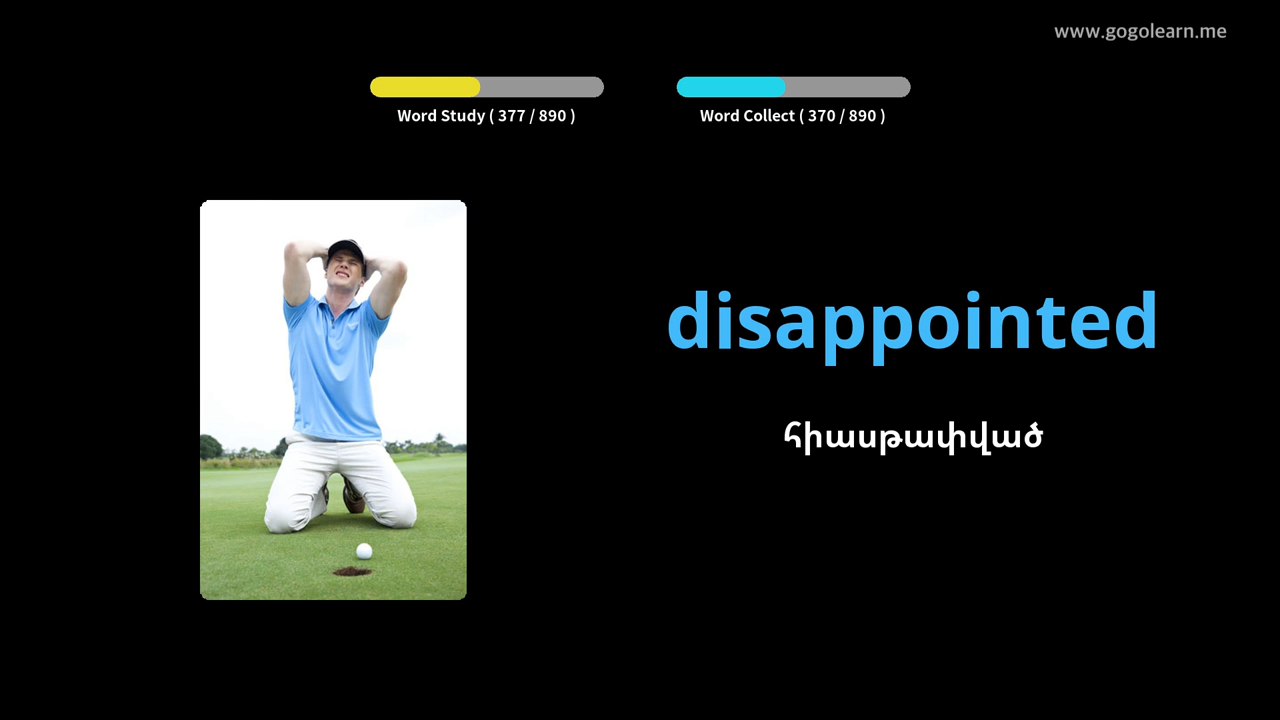 www.gogolearn.me
Word Study ( 377 / 890 )
Word Collect ( 370 / 890 )
disappointed
հիասթափված